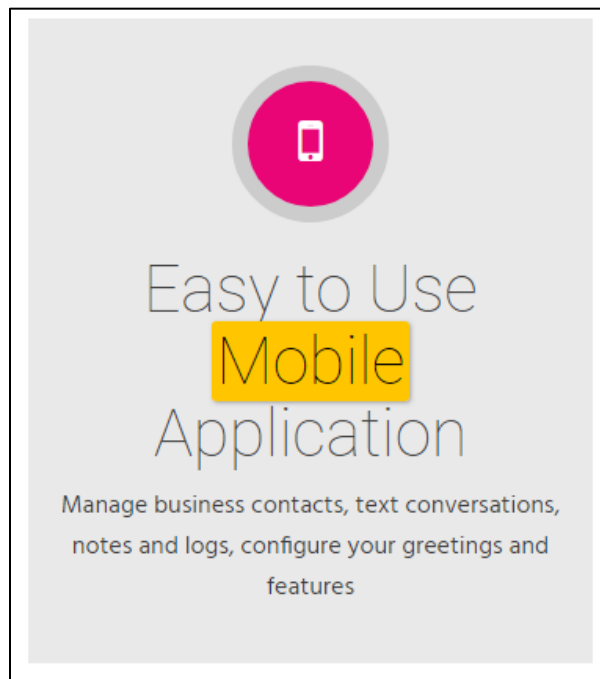 Easy to Use
Mobile
Application
Manage business contacts, text conversations,
notes and logs, configure your greetings and
features